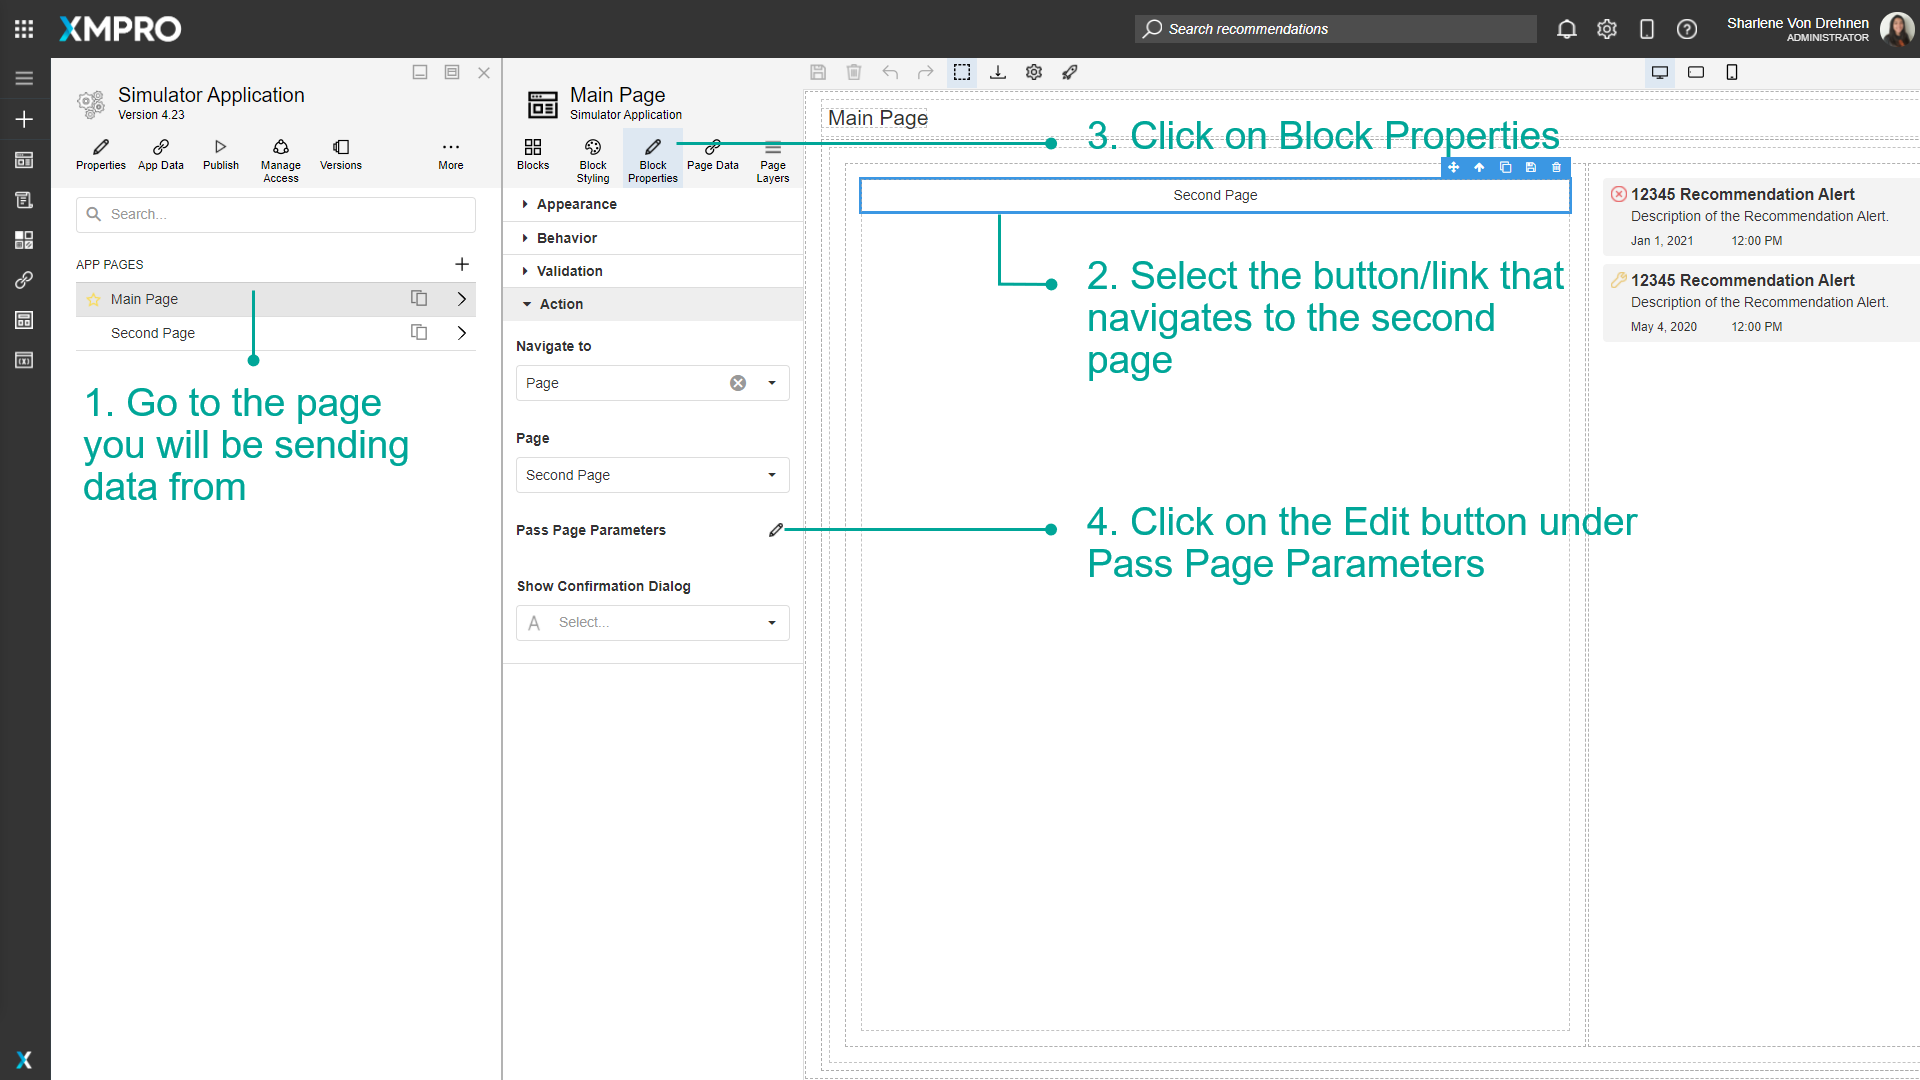 XMPRO
Search recommendations
Sharlene Von Drehnen
ADMINISTRATOR
Simulator Application
Version 4.23
Properties
App Data
Publish
Manage
Access
Versions
More
Search...
APP PAGES
Main Page
Second Page
1. Go to the page
you will be sending
data from
Main Page
Simulator Application
Blocks
Block
Styling
Block
Properties
Page Data
Page
Layers
Appearance
Behavior
Validation
Action
Navigate to
Page
Page
Second Page
Pass Page Parameters
Show Confirmation Dialog
A Select...
Main Page
3. Click on Block Properties
Second Page
2. Select the button/link that
navigates to the second
page
4. Click on the Edit button under
Pass Page Parameters
12345 Recommendation Alert
Description of the Recommendation Alert.
Jan 1, 2021 12:00 PM
12345 Recommendation Alert
Description of the Recommendation Alert.
May 4, 2020 12:00 PM
X